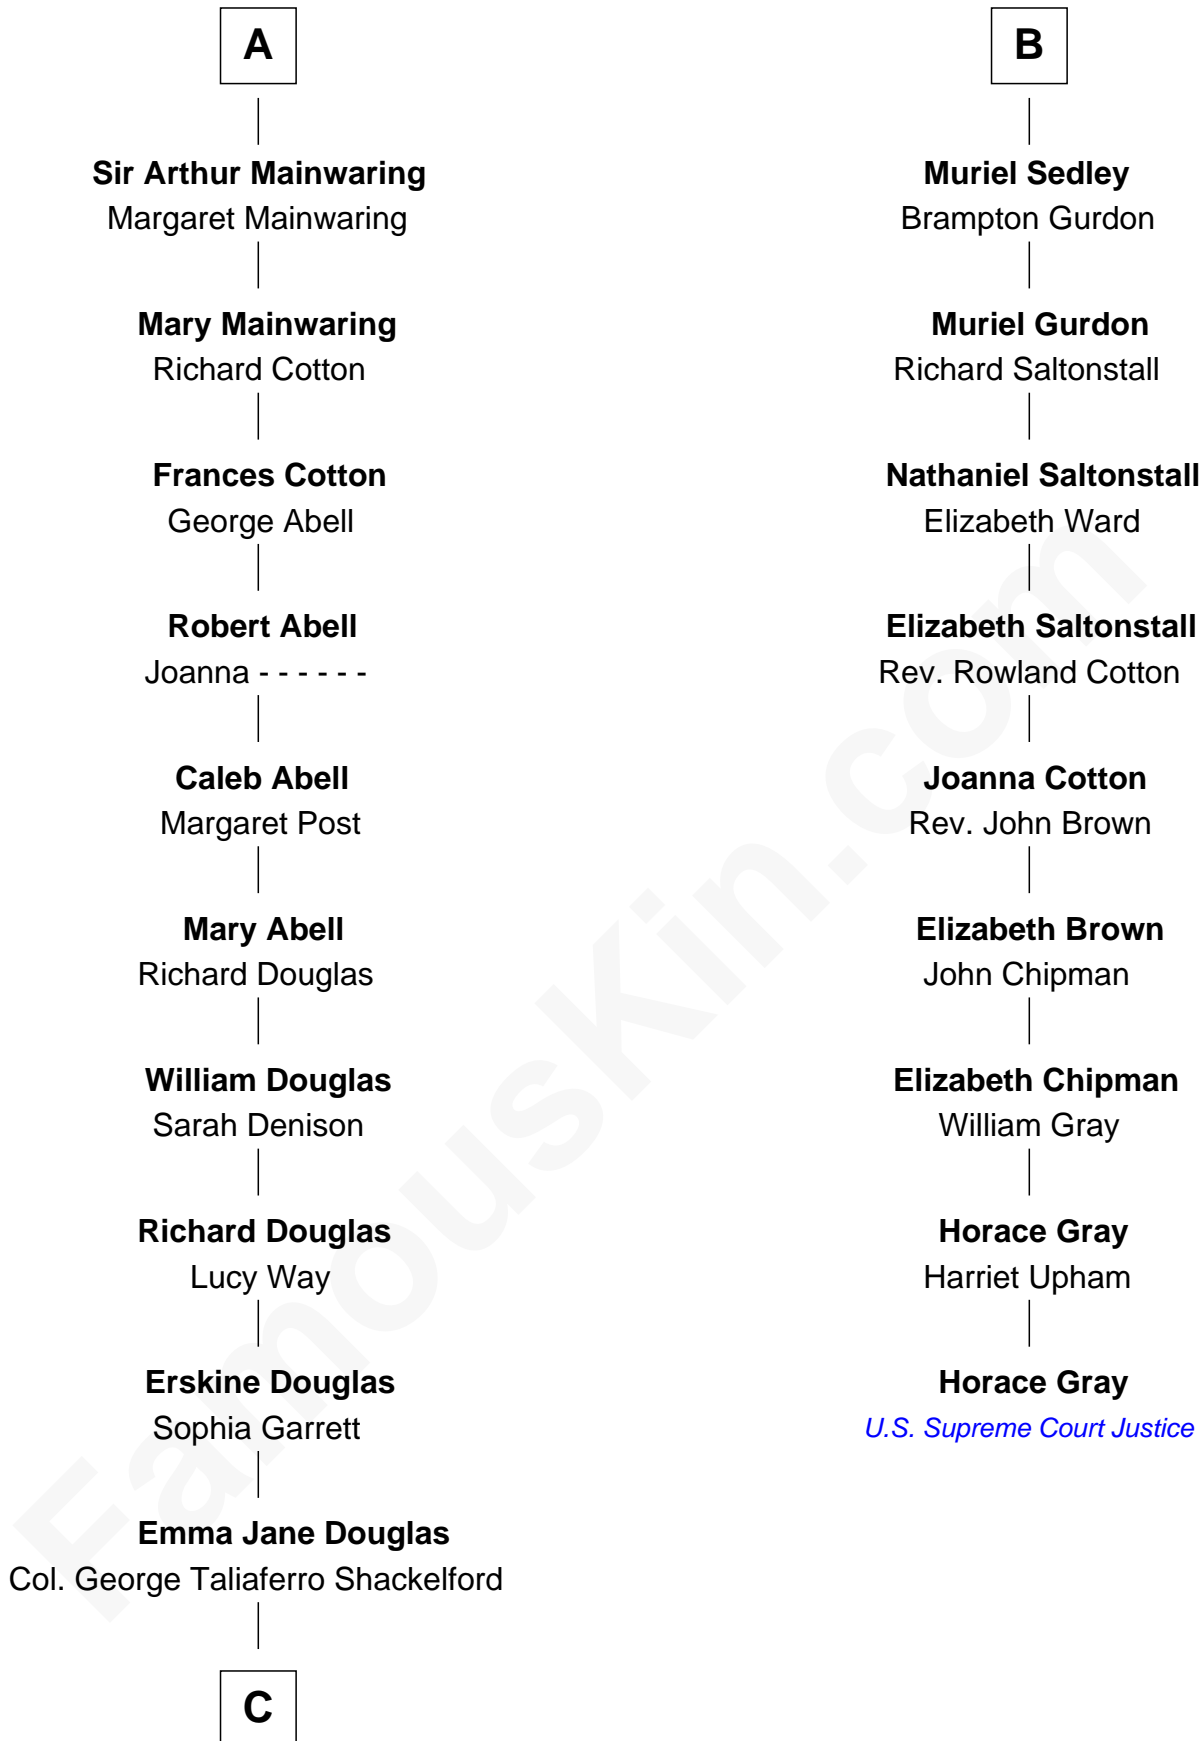 A
Sir Arthur Mainwaring
Margaret Mainwaring
Mary Mainwaring
Richard Cotton
Frances Cotton
George Abell
Robert Abell
Joanna - - - - - -
Caleb Abell
Margaret Post
Mary Abell
Richard Douglas
William Douglas
Sarah Denison
Richard Douglas
Lucy Way
Erskine Douglas
Sophia Garrett
Emma Jane Douglas
Col. George Taliaferro Shackelford
C
B
Muriel Sedley
Brampton Gurdon
Muriel Gurdon
Richard Saltonstall
Nathaniel Saltonstall
Elizabeth Ward
Elizabeth Saltonstall
Rev. Rowland Cotton
Joanna Cotton
Rev. John Brown
Elizabeth Brown
John Chipman
Elizabeth Chipman
William Gray
Horace Gray
Harriet Upham
Horace Gray
U.S. Supreme Court Justice
FamousKin.com